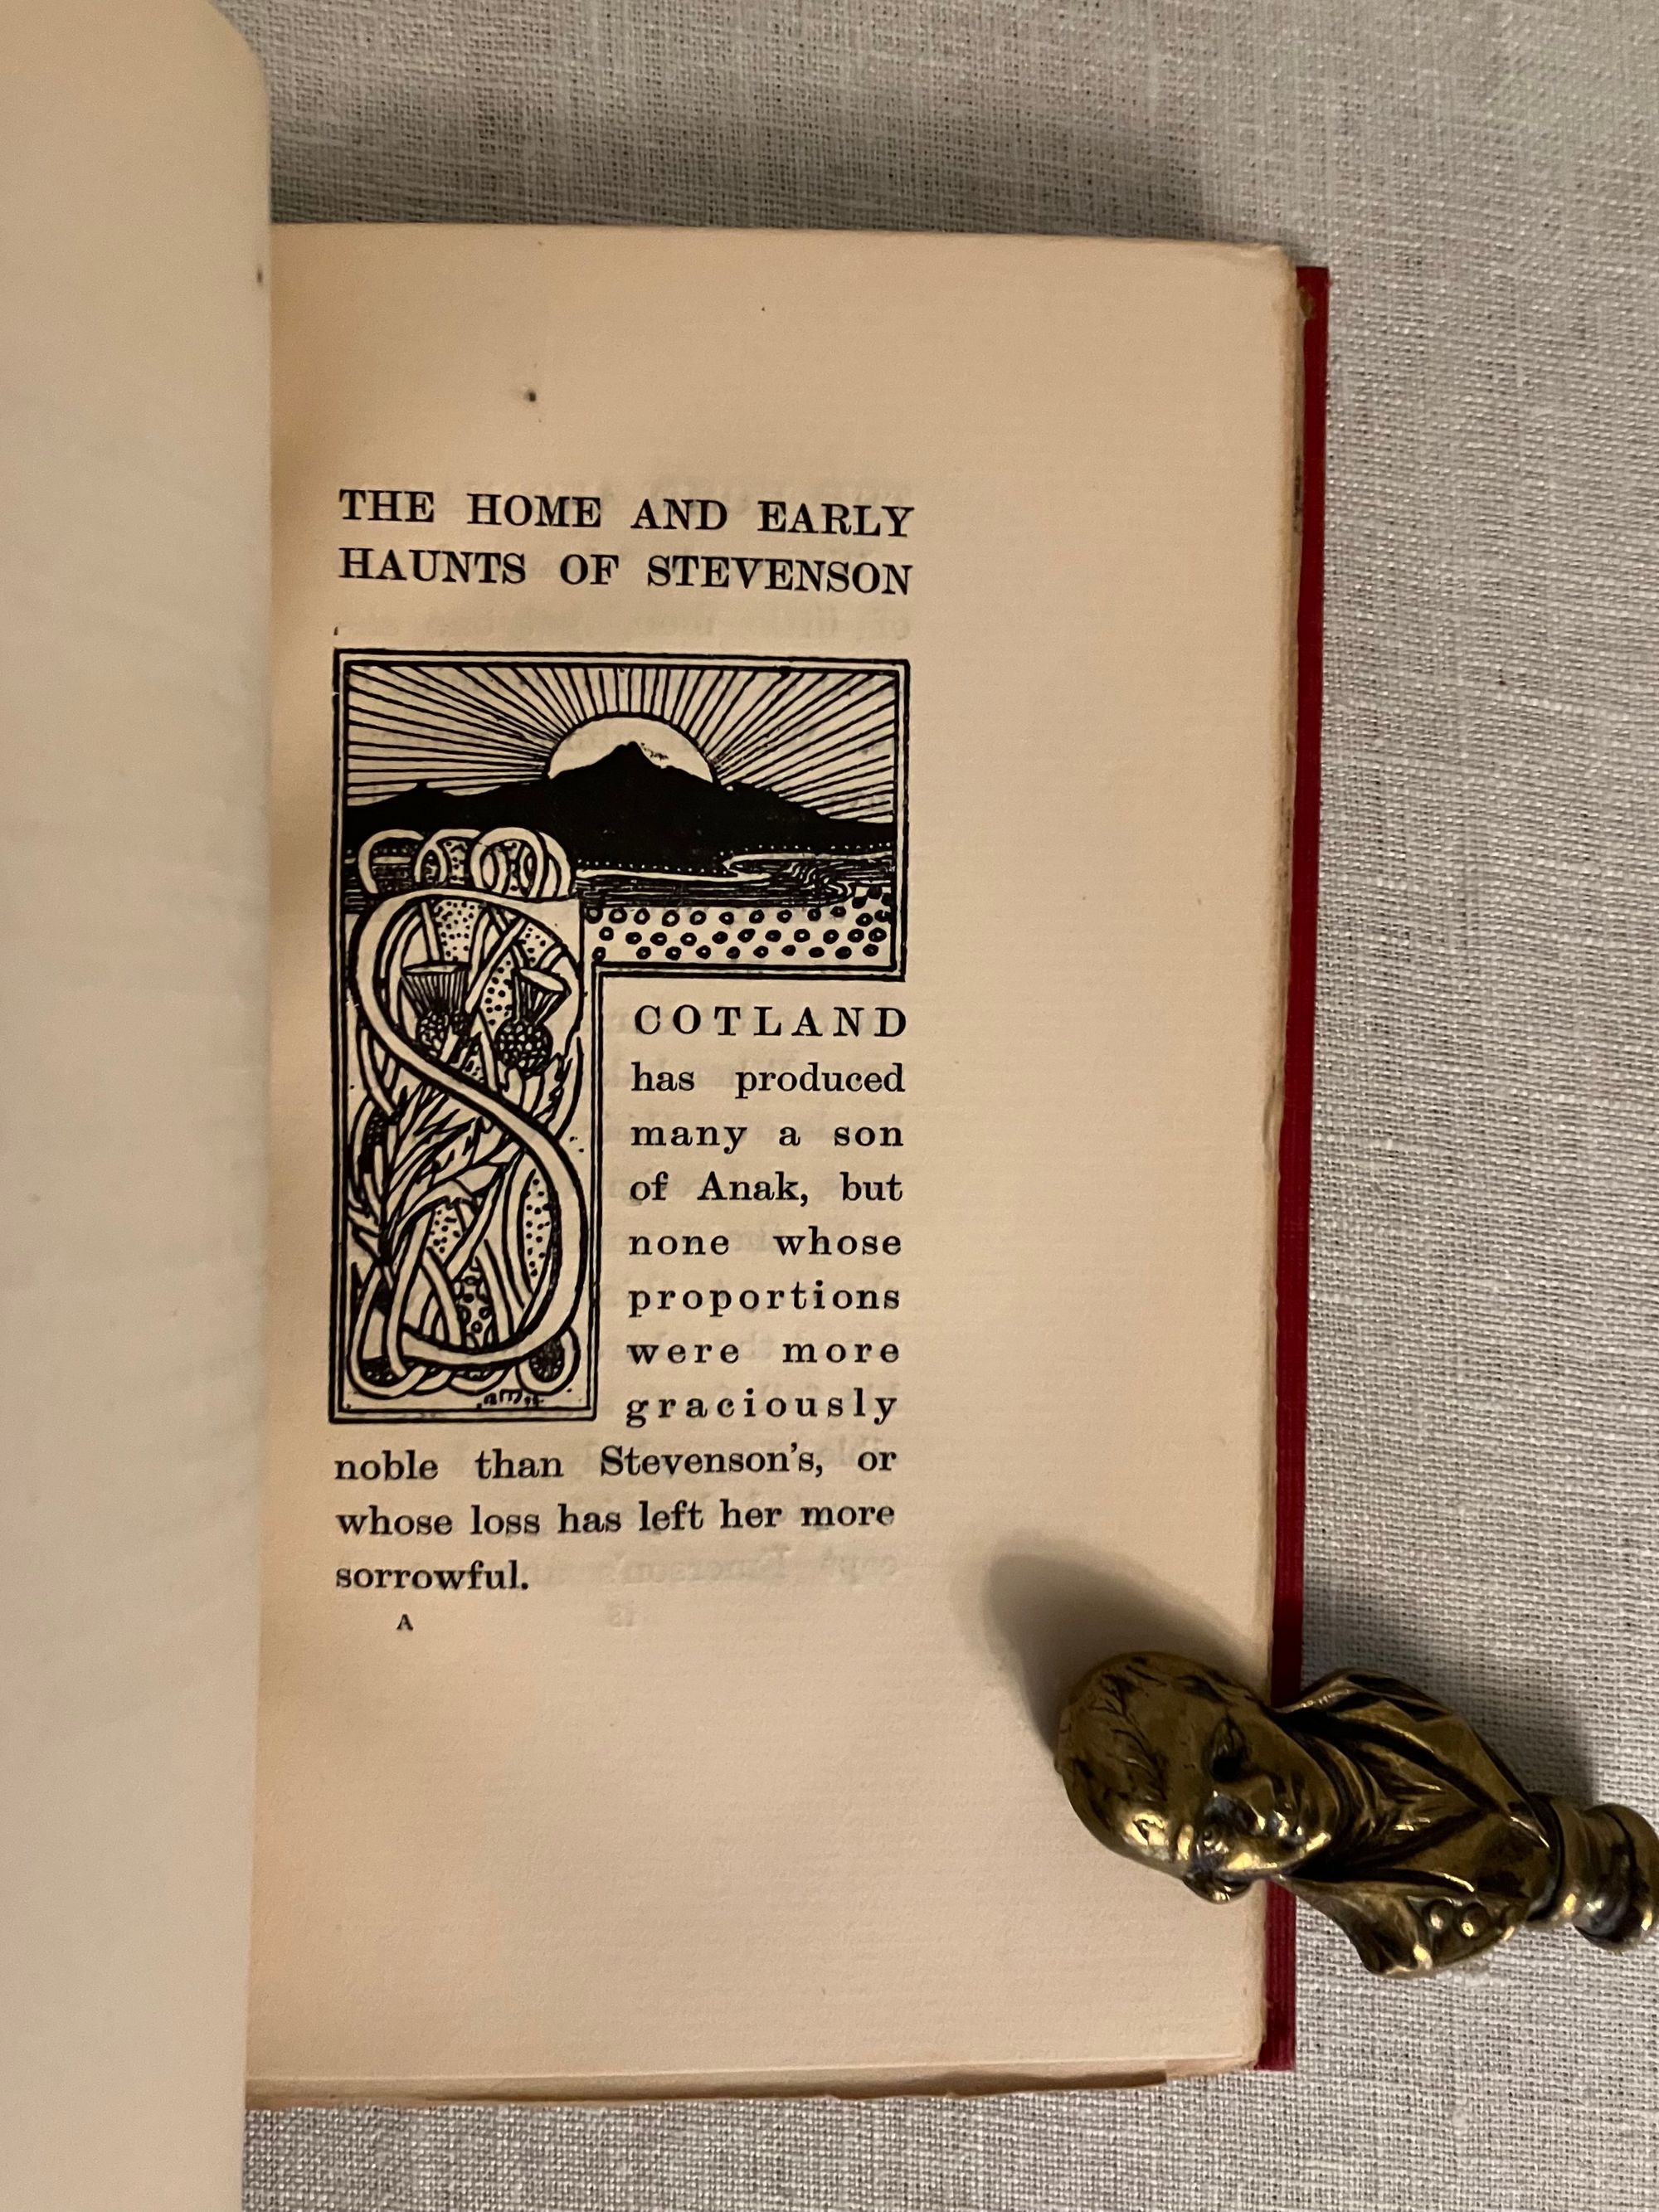 THE HOME AND EARLY
HAUNTS OF STEVENSON
SCOTLAND
has produced
many a son
of Anak, but
none whose
proportions
were more
graciously
noble than Stevenson's, or
whose loss has left her more
sorrowful.
A